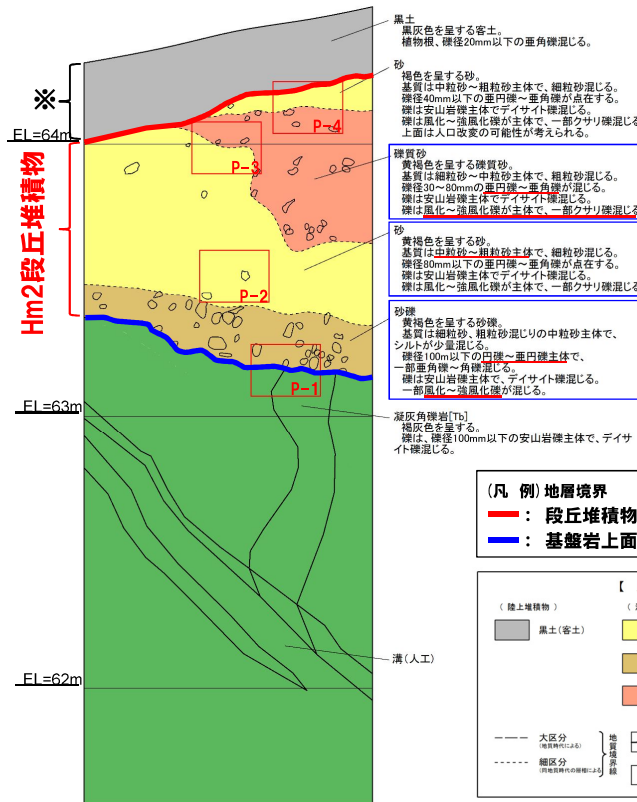 黒土
黒灰色を呈する客土。
植物根、礫径20mm以下の亜角礫混じる。
砂
褐色を呈する砂。
基質は中粒砂～粗粒砂主体で、細粒砂混じる。
礫径40mm以下の亜円礫～亜角礫が点在する。
礫は安山岩礫主体でデイサイト礫混じる。
礫は風化～強風化礫が主体で、一部クサリ礫混じる。
上面は人口改変の可能性が考えられる。
※
EL=64m
P-4
P-3
礫質砂
黄褐色を呈する礫質砂。
基質は細粒砂～中粒砂主体で、粗粒砂混じる。
礫径30～80mmの亜円礫～亜角礫が混じる。
礫は安山岩礫主体でデイサイト礫混じる。
礫は風化～強風化礫が主体で、一部クサリ礫混じる
Hm2段丘堆積物
砂
黄褐色を呈する砂。
基質は中粒砂～粗粒砂主体で、細粒砂混じる。
礫径80mm以下の亜円礫～亜角礫が点在する。
礫は安山岩礫主体でデイサイト礫混じる。
礫は風化～強風化礫が主体で、一部クサリ礫混じる
P-2
砂礫
黄褐色を呈する砂礫。
基質は細粒砂、粗粒砂混じりの中粒砂主体で、
シルトが少量混じる。
礫径100m以下の円礫～亜円礫主体で、
一部亜角礫～角礫混じる。
礫は安山岩礫主体で、デイサイト礫混じる。
一部風化～強風化礫が混じる。
P-1
EL=63m
凝灰角礫岩[Tb]
褐灰色を呈する。
礫は、礫径100mm以下の安山岩礫主体で、デイサ
イト礫混じる。
(凡 例)地層境界
： 段丘堆積物
： 基盤岩上面
溝(人工)
EL=62m
【
( 陸上堆積物 )
黒土(客土)
大区分
(地質時代による)
細区分
地質境界線